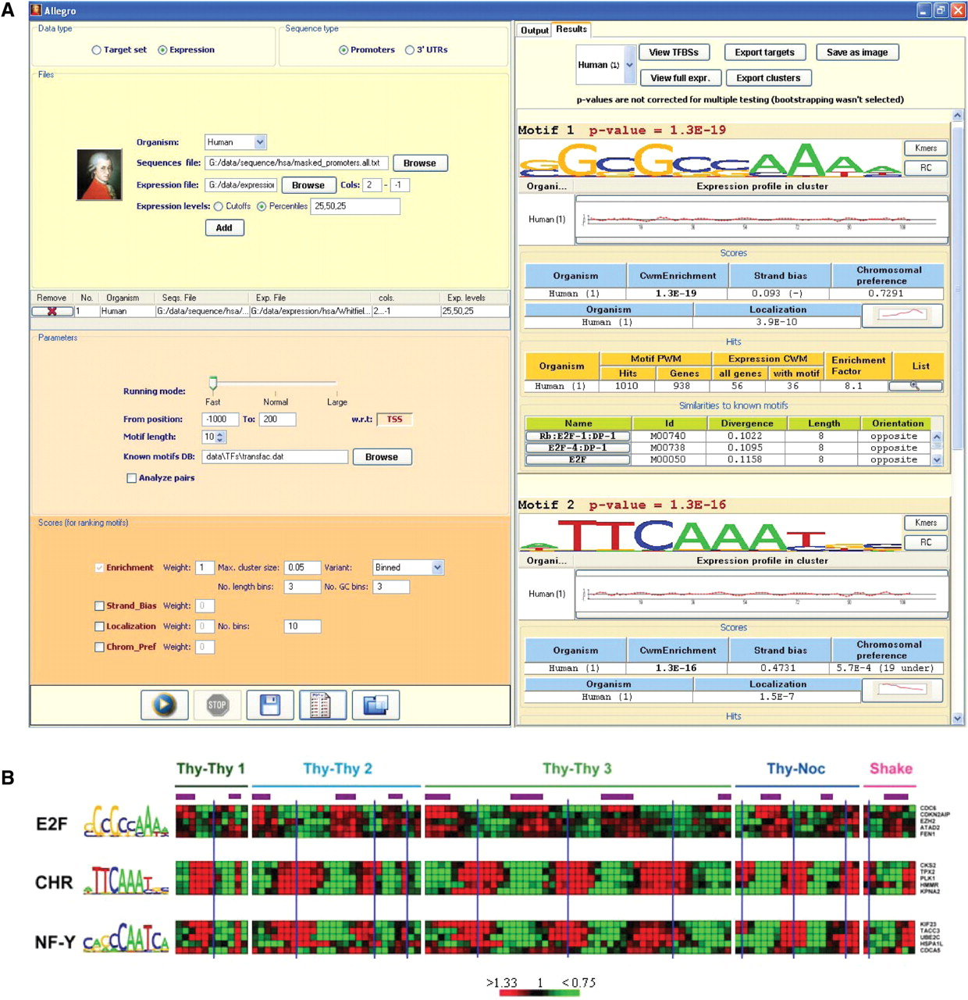 A
Allegro
Data type
Target set Expression
Sequence type
Promoters 3' UTRs
Files
Organism: Human
Sequences file: G:/data/sequence/hsa/masked_promoters.all.txt Browse
Expression file: G:/data/expression Browse Cols: 2 - -1
Expression levels: Cutoffs Percentiles 25,50,25
Add
Remove No. Organism Seqs. File Exp. File cols. Exp. levels
1 Human G:/data/sequence/hsa/... G:/data/expression/hsa/Whitfiel... 2...-1 25,50,25
Parameters
Running mode:
Fast Normal Large
From position: -1000 To: 200 w.r.t: TSS
Motif length: 10
Known motifs DB: data\TFs\transfac.dat Browse
Analyze pairs
Scores (for ranking motifs)
Enrichment Weight: 1 Max. cluster size: 0.05 Variant: Binned
No. length bins: 3 No. GC bins: 3
Strand_Bias Weight: 0
Localization Weight: 0 No. bins: 10
Chrom_Pref Weight: 0
STOP
Output Results
Human (1) View TFBSs Export targets Save as image
View full expr. Export clusters
p-values are not corrected for multiple testing (bootstrapping wasn't selected)
Motif 1 p-value = 1.3E-19
GGCGCCAAAA
Kmers
RC
Organi... Expression profile in cluster
Human (1)
Scores
Organism CwmEnrichment Strand bias Chromosomal preference
Human (1) 1.3E-19 0.093 (-) 0.7291
Organism Localization
Human (1) 3.9E-10
Hits
Organism Motif PWM Expression CWM Enrichment Factor List
Hits Genes all genes with motif
Human (1) 1010 938 56 36 8.1
Similarities to known motifs
Name Id Divergence Length Orientation
Rb:E2F-1:DP-1 M00740 0.1022 8 opposite
E2F-4:DP-1 M00738 0.1095 8 opposite
E2F M00050 0.1158 8 opposite
Motif 2 p-value = 1.3E-16
ATTCAAAT
Kmers
RC
Organi... Expression profile in cluster
Human (1)
Scores
Organism CwmEnrichment Strand bias Chromosomal preference
Human (1) 1.3E-16 0.4731 5.7E-4 (19 under)
Organism Localization
Human (1) 1.5E-7
Hits
B
Thy-Thy 1 Thy-Thy 2 Thy-Thy 3 Thy-Noc Shake
E2F
GGCGCCAAAA
CDC6
CDKN2AIP
EZH2
ATAD2
FEN1
CHR
ATTCAAAT
CKS2
TPX2
PLK1
HMMR
KPNA2
NF-Y
CACCCAATCA
KIF23
TACC3
UBE2C
HSPA1L
CDCA5
>1.33 1 <0.75